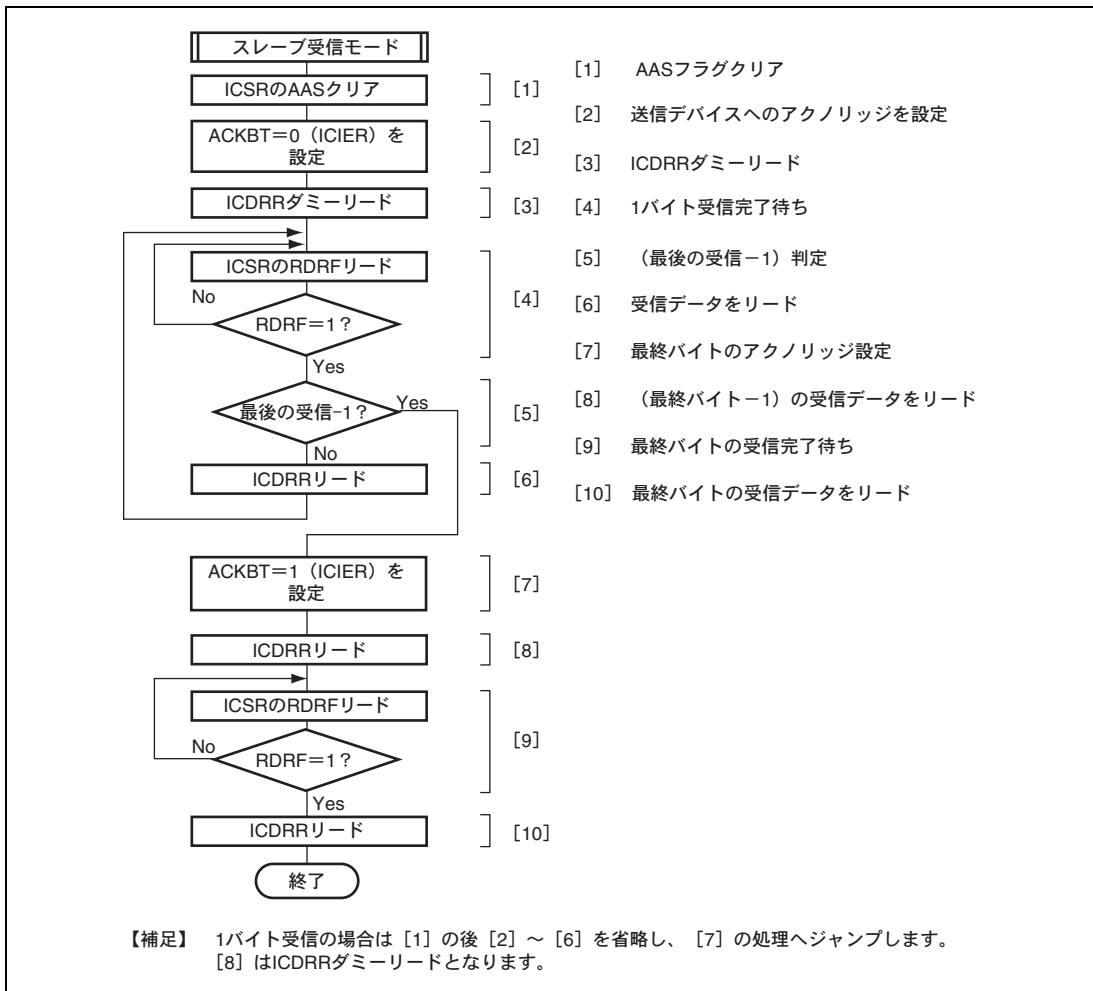 スレーブ受信モード
ICSRのAASクリア
[1]
ACKBT=0（ICIER）を
設定
[2]
ICDRRダミーリード
[3]
ICSRのRDRFリード
No
RDRF=1?
[4]
Yes
最後の受信-1?
Yes
[5]
No
ICDRRリード
[6]
ACKBT=1（ICIER）を
設定
[7]
ICDRRリード
[8]
ICSRのRDRFリード
No
RDRF=1?
[9]
Yes
ICDRRリード
[10]
終了
[1] AASフラグクリア
[2] 送信デバイスへのアクノリッジを設定
[3] ICDRRダミーリード
[4] 1バイト受信完了待ち
[5] （最後の受信－1）判定
[6] 受信データをリード
[7] 最終バイトのアクノリッジ設定
[8] （最終バイト－1）の受信データをリード
[9] 最終バイトの受信完了待ち
[10] 最終バイトの受信データをリード
【補足】 1バイト受信の場合は［1］の後［2］～［6］を省略し、［7］の処理へジャンプします。
［8］はICDRRダミーリードとなります。